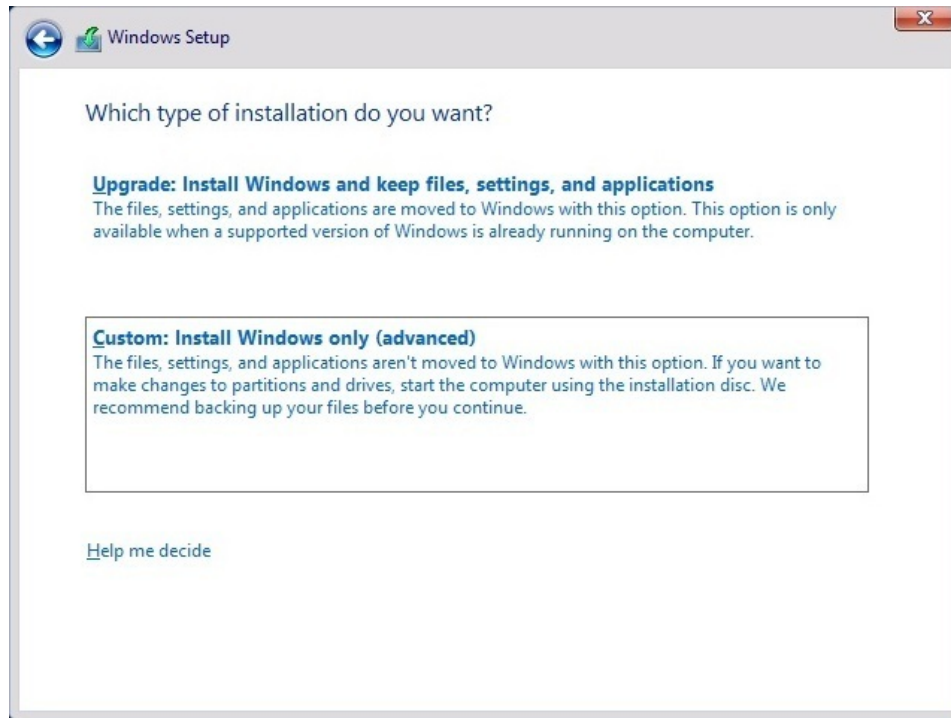 Windows Setup
Which type of installation do you want?
Upgrade: Install Windows and keep files, settings, and applications
The files, settings, and applications are moved to Windows with this option. This option is only
available when a supported version of Windows is already running on the computer.
Custom: Install Windows only (advanced)
The files, settings, and applications aren't moved to Windows with this option. If you want to
make changes to partitions and drives, start the computer using the installation disc. We
recommend backing up your files before you continue.
Help me decide